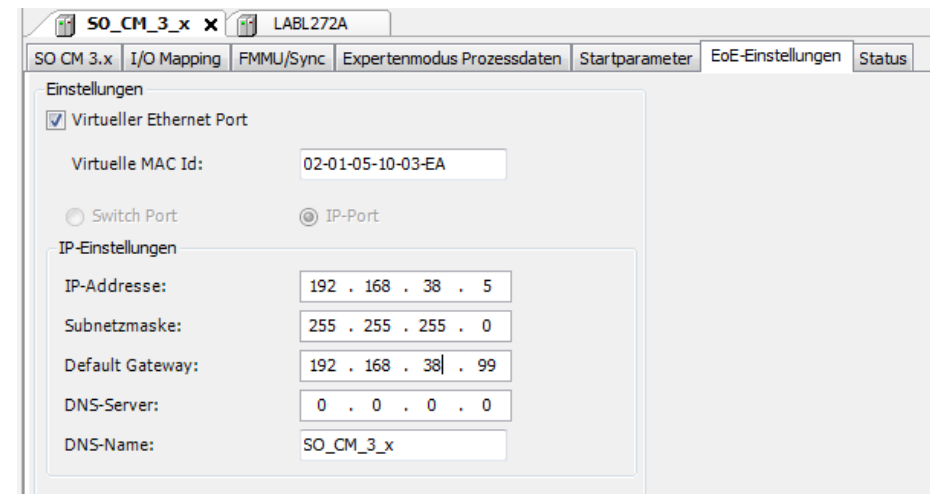 SO_CM_3_x x LABL272A
SO CM 3.x I/O Mapping FMMU/Sync Expertenmodus Prozessdaten Startparameter EoE-Einstellungen Status
Einstellungen
Virtueller Ethernet Port
Virtuelle MAC Id: 02-01-05-10-03-EA
Switch Port IP-Port
IP-Einstellungen
IP-Addresse: 192 . 168 . 38 . 5
Subnetzmaske: 255 . 255 . 255 . 0
Default Gateway: 192 . 168 . 38 . 99
DNS-Server: 0 . 0 . 0 . 0
DNS-Name: SO_CM_3_x